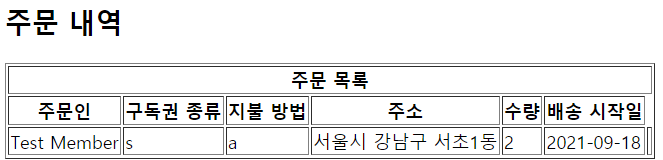 주문 내역
주문 목록
주문인 구독권 종류 지불 방법 주소 수량 배송 시작일
Test Member s a 서울시 강남구 서초1동 2 2021-09-18